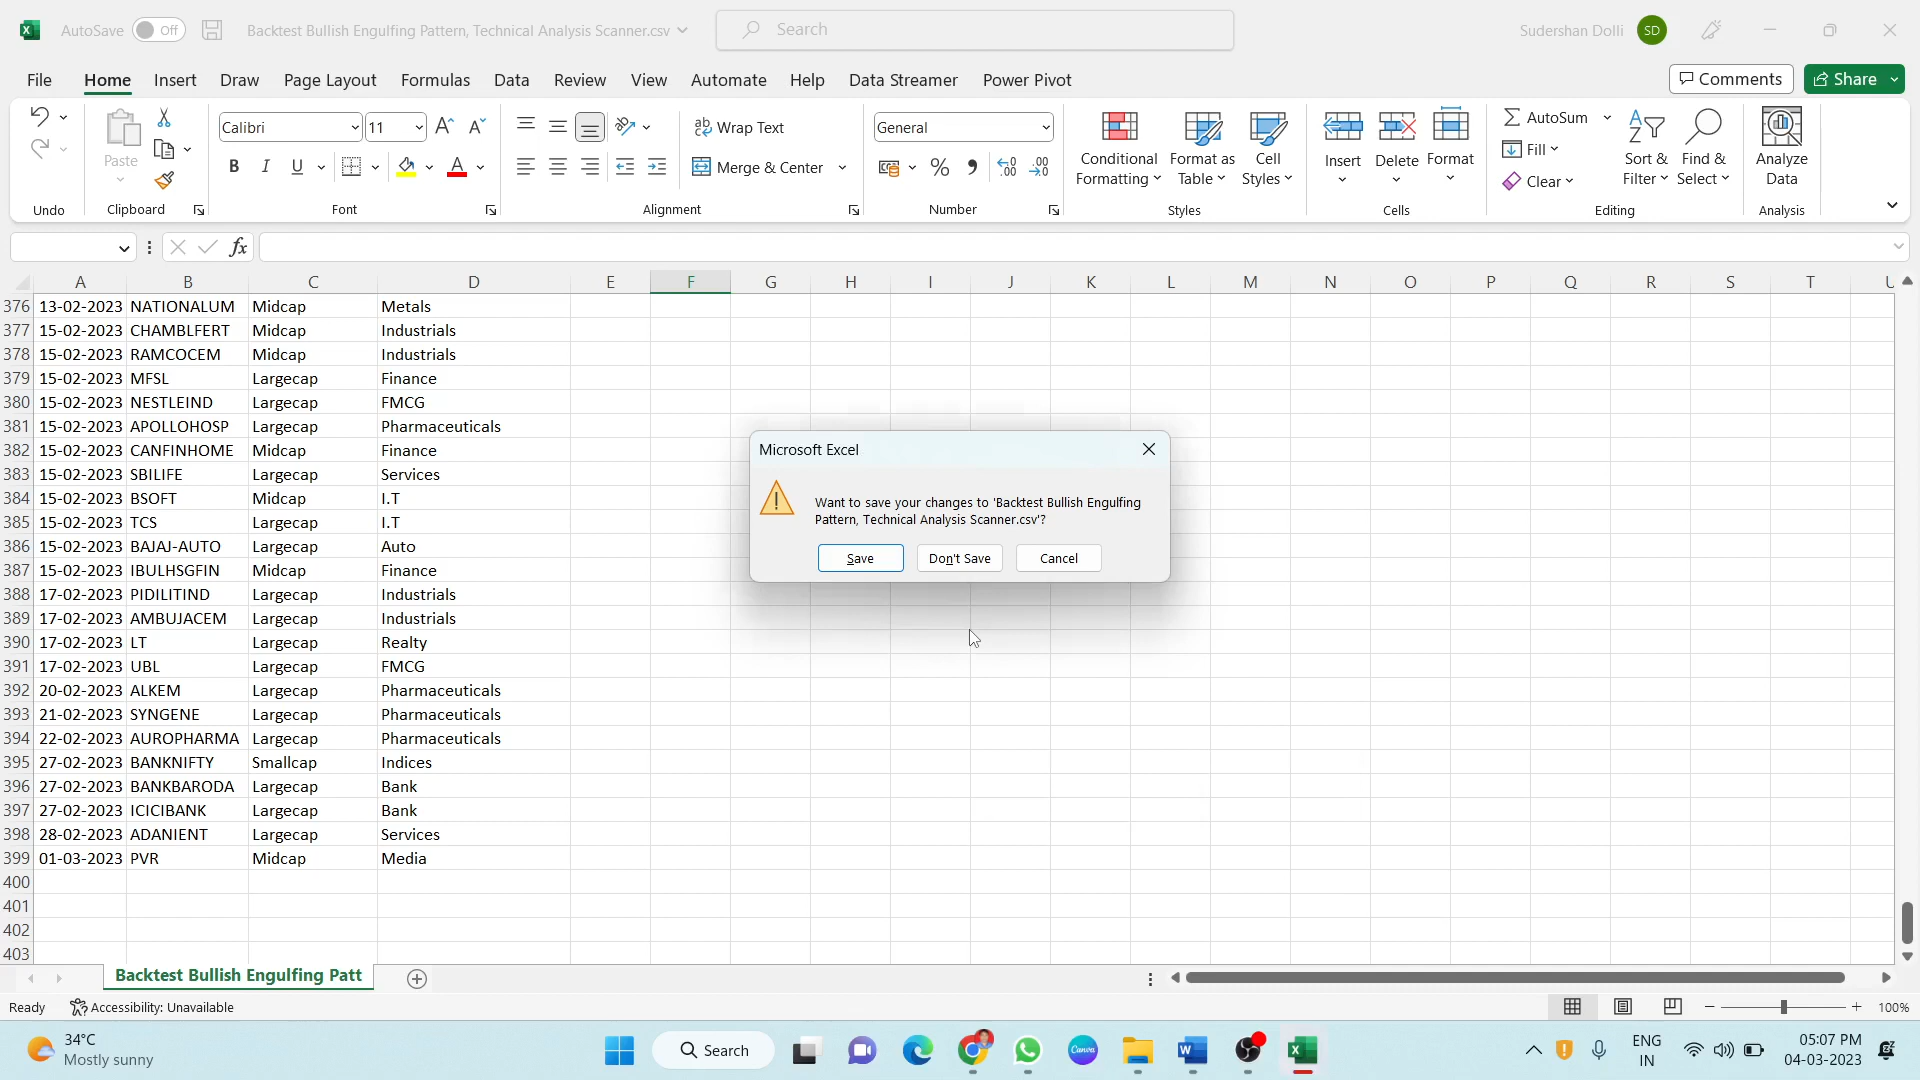 AutoSave Off Backtest Bullish Engulfing Pattern, Technical Analysis Scanner.csv Search Sudershan Dolli SD
File Home Insert Draw Page Layout Formulas Data Review View Automate Help Data Streamer Power Pivot Comments Share
Calibri 11 Wrap Text General AutoSum
Paste Conditional Formatting Format as Table Cell Styles Insert Delete Format Fill Sort & Filter Find & Select Analyze Data
B I U A Merge & Center % Clear
Undo Clipboard Font Alignment Number Styles Cells Editing Analysis
fx
A B C D E F G H I J K L M N O P Q R S T U
376 13-02-2023 NATIONALUM Midcap Metals
377 15-02-2023 CHAMBLFERT Midcap Industrials
378 15-02-2023 RAMCOCEM Midcap Industrials
379 15-02-2023 MFSL Largecap Finance
380 15-02-2023 NESTLEIND Largecap FMCG
381 15-02-2023 APOLLOHOSP Largecap Pharmaceuticals
382 15-02-2023 CANFINHOME Midcap Finance
383 15-02-2023 SBILIFE Largecap Services
384 15-02-2023 BSOFT Midcap I.T
385 15-02-2023 TCS Largecap I.T
386 15-02-2023 BAJAJ-AUTO Largecap Auto
387 15-02-2023 IBULHSGFIN Midcap Finance
388 17-02-2023 PIDILITIND Largecap Industrials
389 17-02-2023 AMBUJACEM Largecap Industrials
390 17-02-2023 LT Largecap Realty
391 17-02-2023 UBL Largecap FMCG
392 20-02-2023 ALKEM Largecap Pharmaceuticals
393 21-02-2023 SYNGENE Largecap Pharmaceuticals
394 22-02-2023 AUROPHARMA Largecap Pharmaceuticals
395 27-02-2023 BANKNIFTY Smallcap Indices
396 27-02-2023 BANKBARODA Largecap Bank
397 27-02-2023 ICICIBANK Largecap Bank
398 28-02-2023 ADANIENT Largecap Services
399 01-03-2023 PVR Midcap Media
400
401
402
403
Microsoft Excel
Want to save your changes to 'Backtest Bullish Engulfing
Pattern, Technical Analysis Scanner.csv'?
Save Don't Save Cancel
Backtest Bullish Engulfing Patt
Ready Accessibility: Unavailable 100%
34°C
Mostly sunny
Search
Canva
ENG
IN
05:07 PM
04-03-2023